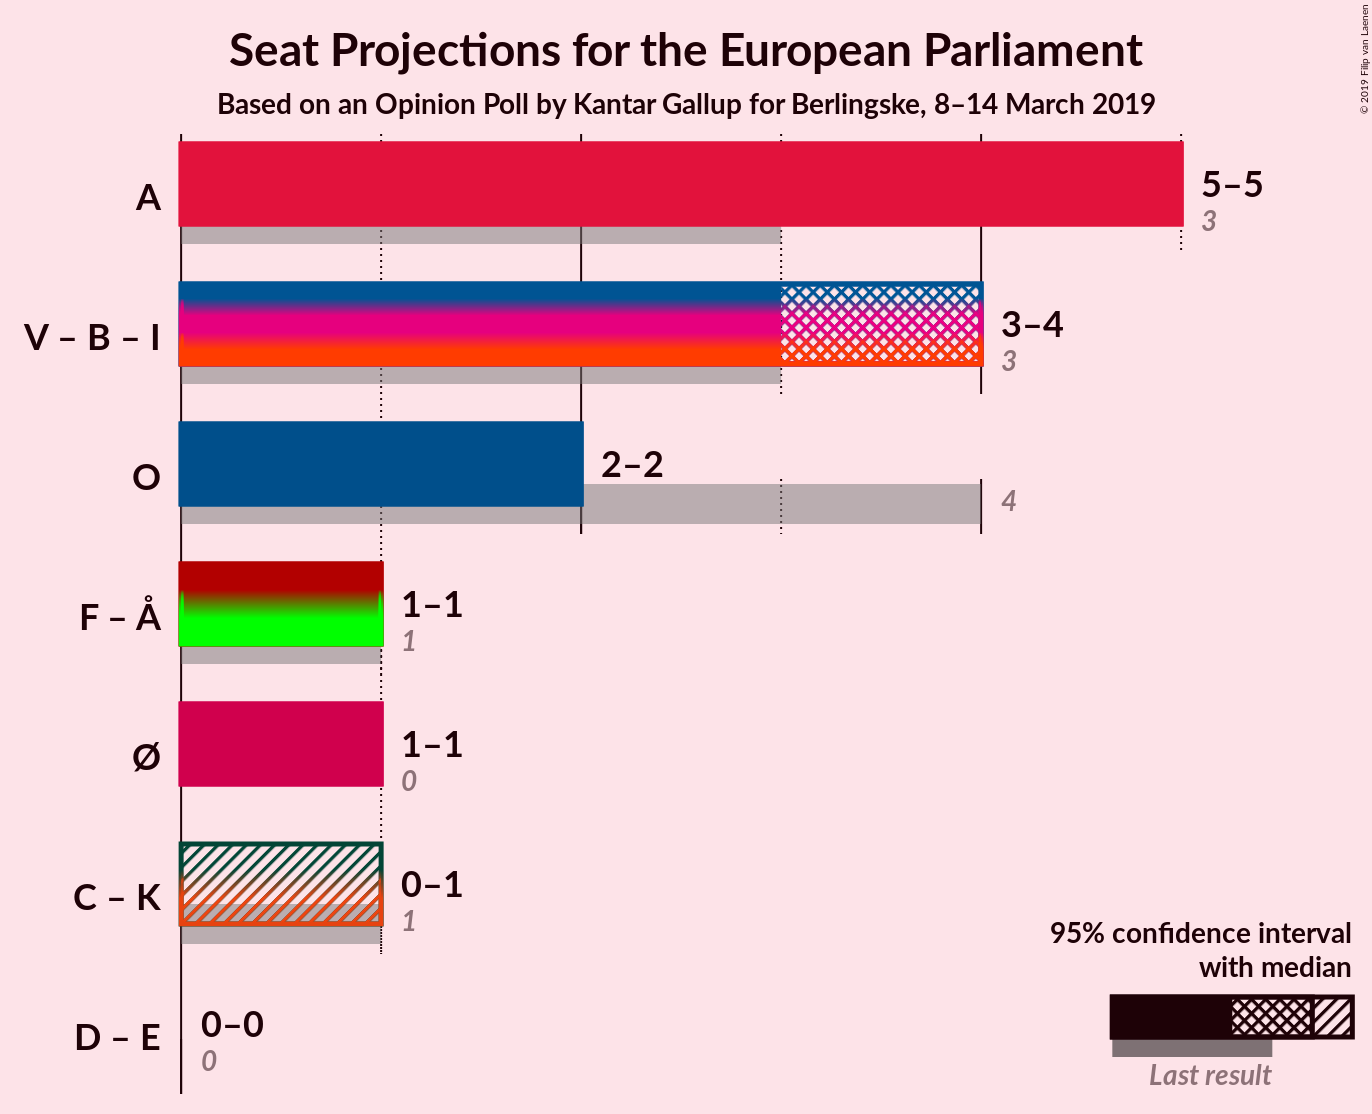 Seat Projections for the European Parliament
Based on an Opinion Poll by Kantar Gallup for Berlingske, 8–14 March 2019
© 2019 Filip van Laenen
A
5–5
3
V – B – I
3–4
3
O
2–2
4
F – Å
1–1
1
Ø
1–1
0
C – K
0–1
1
D – E
0–0
0
95% confidence interval
with median
Last result